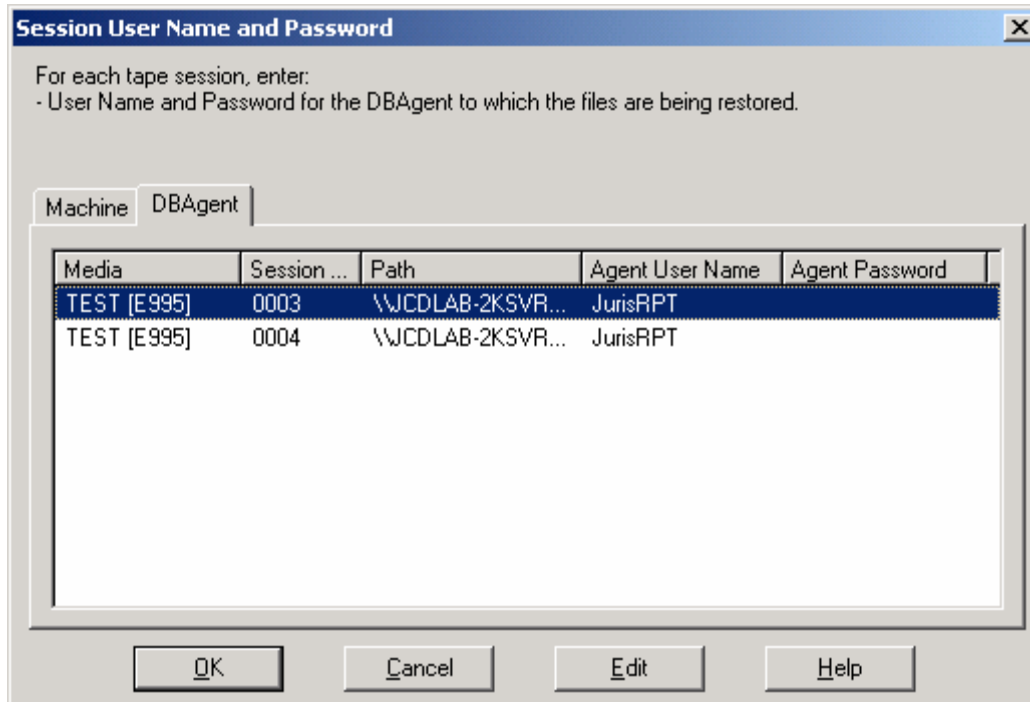 Session User Name and Password
For each tape session, enter:
- User Name and Password for the DBAgent to which the files are being restored.
Machine DBAgent
Media Session ... Path Agent User Name Agent Password
TEST [E995] 0003 \\JCDLAB-2KSVR... JurisRPT
TEST [E995] 0004 \\JCDLAB-2KSVR... JurisRPT
OK Cancel Edit Help